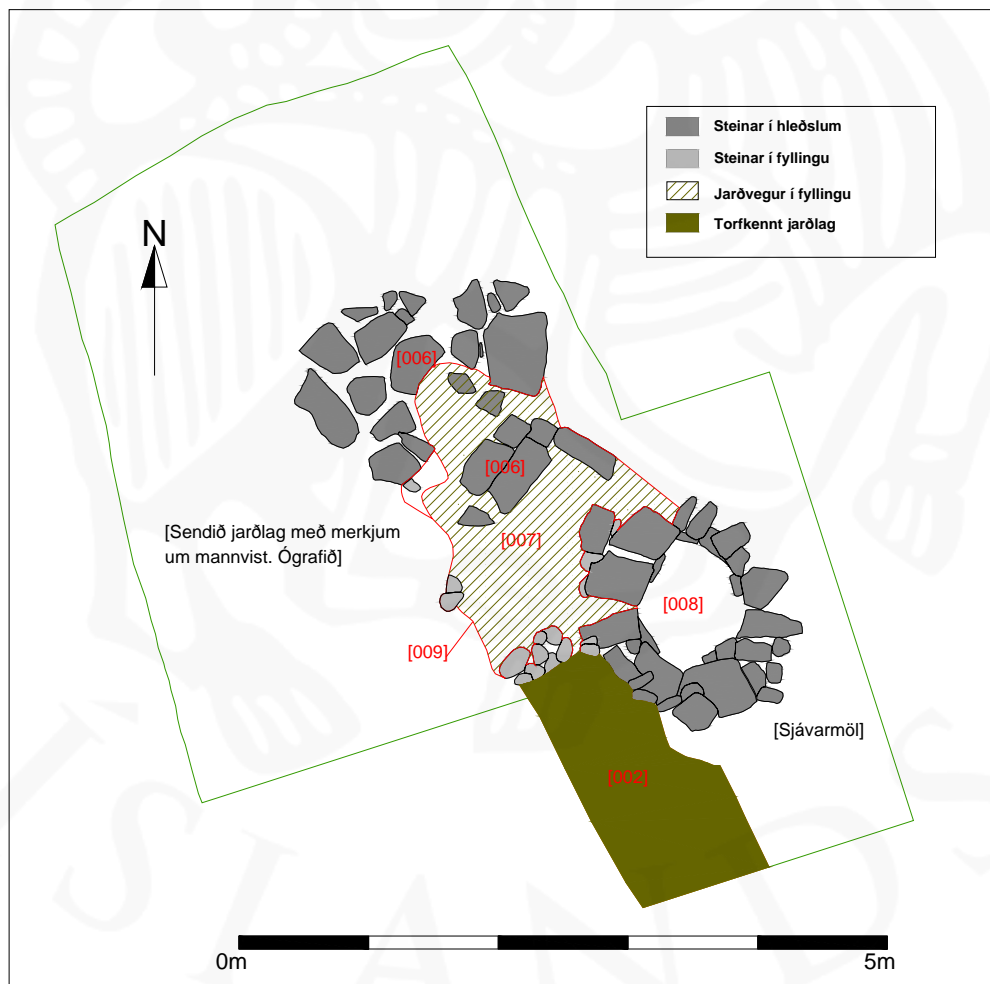 Steinar í hleðslum
Steinar í fyllingu
Jarðvegur í fyllingu
Torfkennt jarðlag
N
[006]
[006]
[Sendið jarðlag með merkjum
um mannvist. Ógrafið]
[007]
[008]
[009]
[Sjávarmöl]
[002]
0m
5m
ÍSLANDS